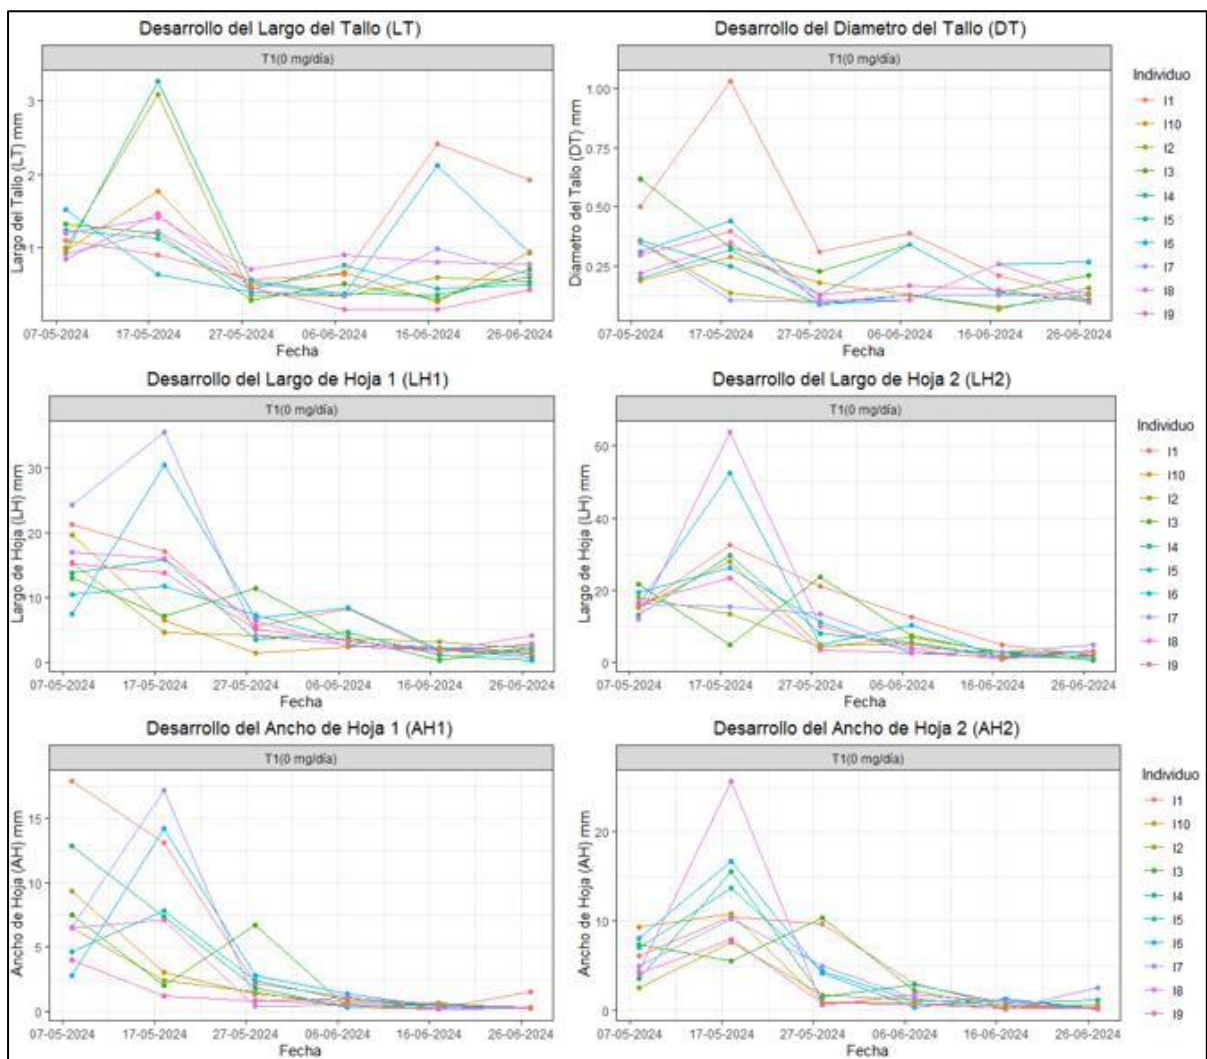 Desarrollo del Largo del Tallo (LT)
T1(0 mg/día)
Largo del Tallo (LT) mm
3
2
1
07-05-2024 17-05-2024 27-05-2024 06-06-2024 16-06-2024 26-06-2024
Fecha
Desarrollo del Diametro del Tallo (DT)
T1(0 mg/día)
Diametro del Tallo (DT) mm
1.00
0.75
0.50
0.25
07-05-2024 17-05-2024 27-05-2024 06-06-2024 16-06-2024 26-06-2024
Fecha
Individuo
I1
I10
I2
I3
I4
I5
I6
I7
I8
I9
Desarrollo del Largo de Hoja 1 (LH1)
T1(0 mg/día)
Largo de Hoja (LH) mm
30
20
10
0
07-05-2024 17-05-2024 27-05-2024 06-06-2024 16-06-2024 26-06-2024
Fecha
Desarrollo del Largo de Hoja 2 (LH2)
T1(0 mg/día)
Largo de Hoja (LH) mm
60
40
20
0
07-05-2024 17-05-2024 27-05-2024 06-06-2024 16-06-2024 26-06-2024
Fecha
Individuo
I1
I10
I2
I3
I4
I5
I6
I7
I8
I9
Desarrollo del Ancho de Hoja 1 (AH1)
T1(0 mg/día)
Ancho de Hoja (AH) mm
15
10
5
0
07-05-2024 17-05-2024 27-05-2024 06-06-2024 16-06-2024 26-06-2024
Fecha
Desarrollo del Ancho de Hoja 2 (AH2)
T1(0 mg/día)
Ancho de Hoja (AH) mm
20
10
0
07-05-2024 17-05-2024 27-05-2024 06-06-2024 16-06-2024 26-06-2024
Fecha
Individuo
I1
I10
I2
I3
I4
I5
I6
I7
I8
I9